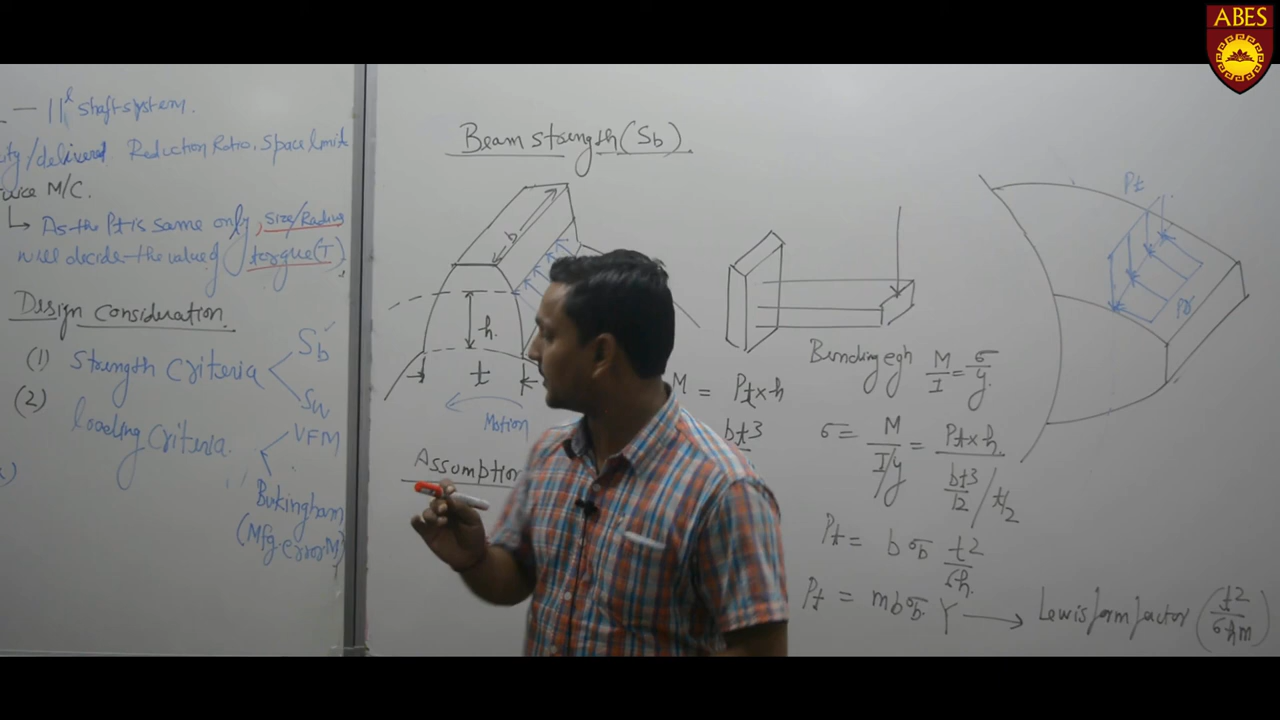 ABES
— ||l shaft system.
ity/delivered Reduction Ratio, Space limit
M/C.
↳ As the Pt is same only, size/Radius
will decide the value of torque (T).
Design consideration
(1) Strength criteria < Sb
Sw
(2) loading criteria < VFM
Bukingham
(Mfg. error M)
Beam strength (Sb)
b
h
t
Motion
Assumption
M = Pt x h
bt3
Bending eqn M/I = σ/y
σ = M/(I/y) = Pt x h/(bt3/12 / t/2)
Pt = b σb t2/6h
Pt = m b σb Y → Lewis form factor (t2/6hm)
Pt
Pr